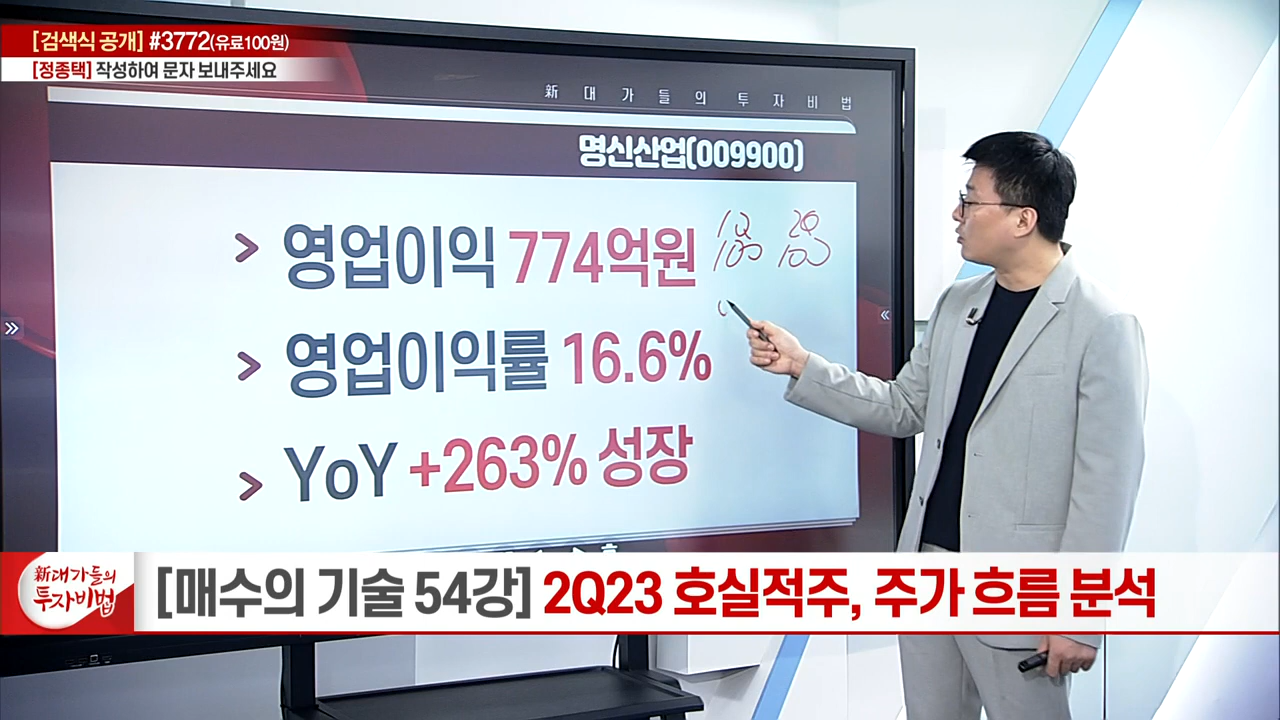 [검색식 공개] #3772(유료100원)
[정종택] 작성하여 문자 보내주세요
新 대가들의 투자비법
명신산업(009900)
> 영업이익 774억원
1Q 2Q
100 100
> 영업이익률 16.6%
> YoY +263% 성장
新대가들의
투자비법
[매수의 기술 54강] 2Q23 호실적주, 주가 흐름 분석